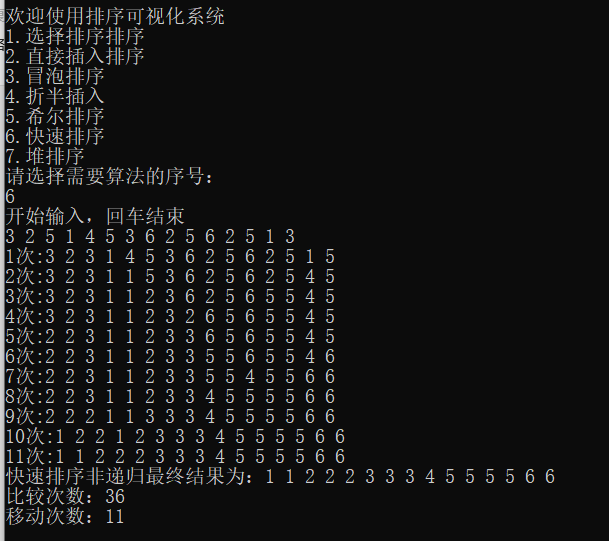 欢迎使用排序可视化系统
1.选择排序排序
2.直接插入排序
3.冒泡排序
4.折半插入
5.希尔排序
6.快速排序
7.堆排序
请选择需要算法的序号:
6
开始输入，回车结束
3 2 5 1 4 5 3 6 2 5 6 2 5 1 3
1次:3 2 3 1 4 5 3 6 2 5 6 2 5 1 5
2次:3 2 3 1 1 5 3 6 2 5 6 2 5 4 5
3次:3 2 3 1 1 2 3 6 2 5 6 5 5 4 5
4次:3 2 3 1 1 2 3 2 6 5 6 5 5 4 5
5次:2 2 3 1 1 2 3 3 6 5 6 5 5 4 5
6次:2 2 3 1 1 2 3 3 5 5 6 5 5 4 6
7次:2 2 3 1 1 2 3 3 5 5 4 5 5 6 6
8次:2 2 3 1 1 2 3 3 4 5 5 5 5 6 6
9次:2 2 2 1 1 3 3 3 4 5 5 5 5 6 6
10次:1 2 2 1 2 3 3 3 4 5 5 5 5 6 6
11次:1 1 2 2 2 3 3 3 4 5 5 5 5 6 6
快速排序非递归最终结果为：1 1 2 2 2 3 3 3 4 5 5 5 5 6 6
比较次数：36
移动次数：11